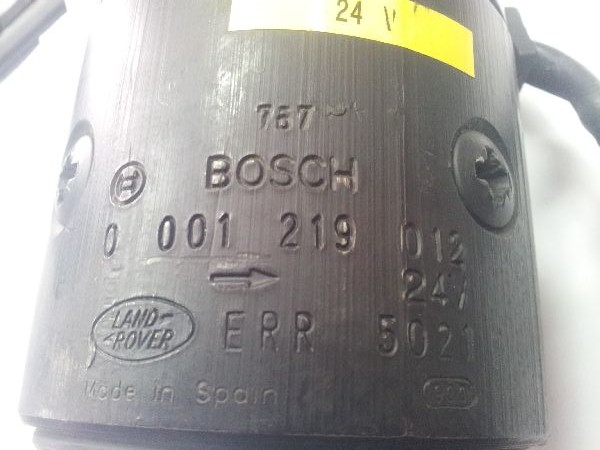 24 V
757
BOSCH
0 001 219 012
24V
LAND-
ROVER
ERR 5021
Made in Spain